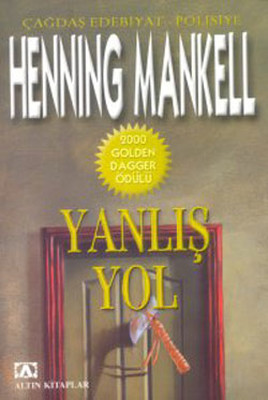 ÇAĞDAŞ EDEBİYAT - POLİSİYE
HENNING MANKELL
2000
GOLDEN
DAGGER
ÖDÜLÜ
YANLIŞ
YOL
ALTIN KİTAPLAR